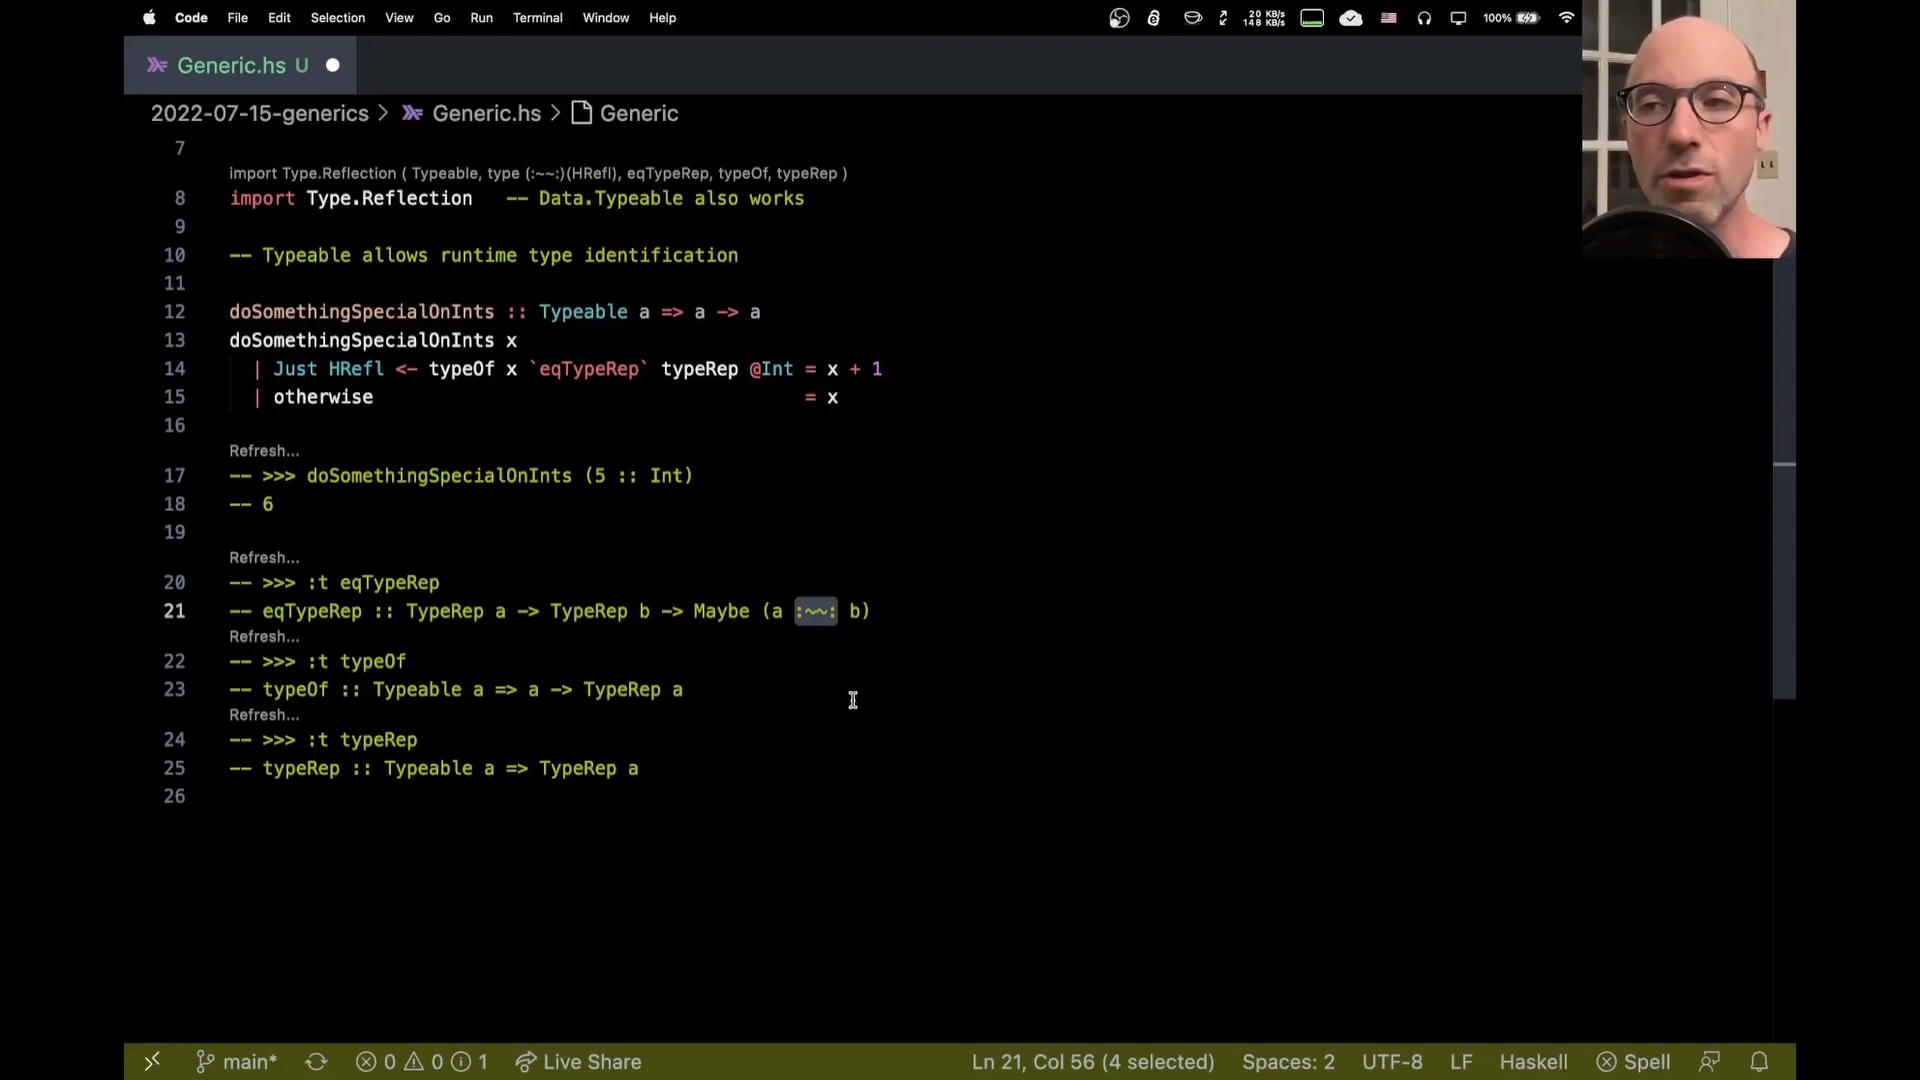 Code File Edit Selection View Go Run Terminal Window Help 20 KB/s 148 KB/s 100%
Generic.hs U
2022-07-15-generics > Generic.hs > Generic
7
import Type.Reflection ( Typeable, type (:~~:)(HRefl), eqTypeRep, typeOf, typeRep )
8 import Type.Reflection -- Data.Typeable also works
9
10 -- Typeable allows runtime type identification
11
12 doSomethingSpecialOnInts :: Typeable a => a -> a
13 doSomethingSpecialOnInts x
14 | Just HRefl <- typeOf x `eqTypeRep` typeRep @Int = x + 1
15 | otherwise = x
16
Refresh...
17 -- >>> doSomethingSpecialOnInts (5 :: Int)
18 -- 6
19
Refresh...
20 -- >>> :t eqTypeRep
21 -- eqTypeRep :: TypeRep a -> TypeRep b -> Maybe (a :~~: b)
Refresh...
22 -- >>> :t typeOf
23 -- typeOf :: Typeable a => a -> TypeRep a
Refresh...
24 -- >>> :t typeRep
25 -- typeRep :: Typeable a => TypeRep a
26
main* 0 0 1 Live Share Ln 21, Col 56 (4 selected) Spaces: 2 UTF-8 LF Haskell Spell